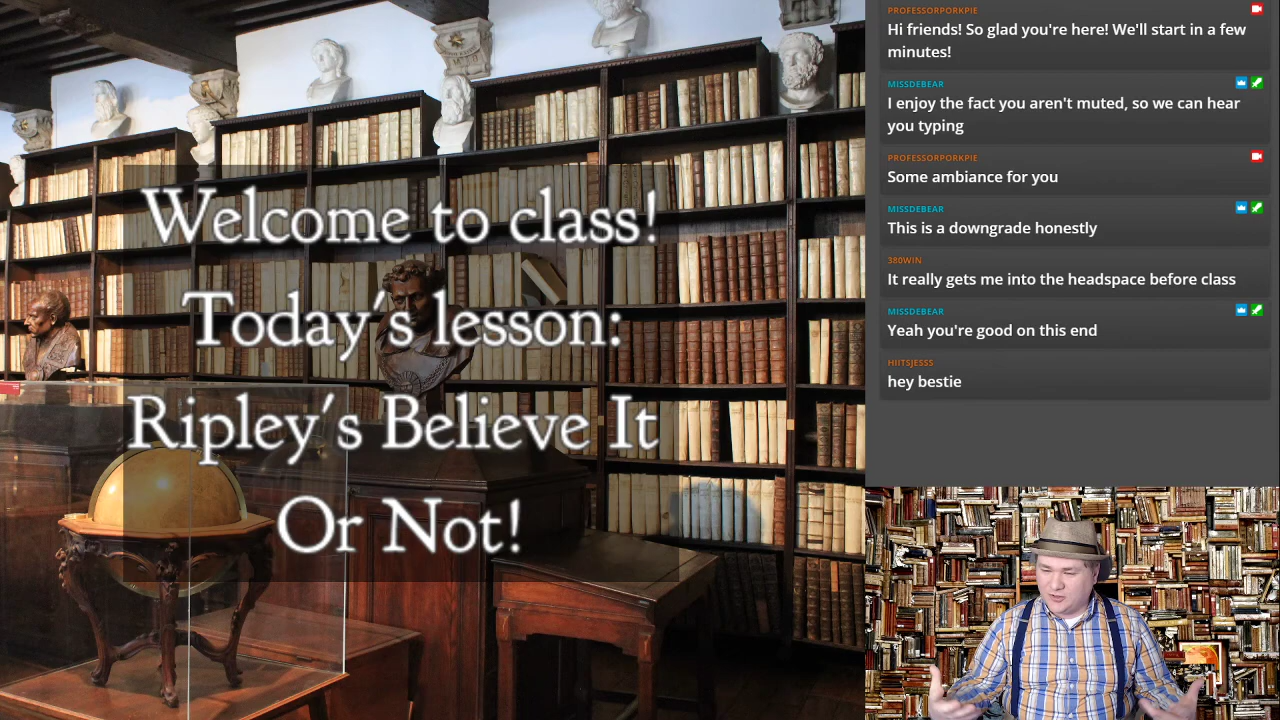 Welcome to class!
Today's lesson:
Ripley's Believe It
Or Not!
PROFESSORPORKPIE
Hi friends! So glad you're here! We'll start in a few
minutes!
MISSDEBEAR
I enjoy the fact you aren't muted, so we can hear
you typing
PROFESSORPORKPIE
Some ambiance for you
MISSDEBEAR
This is a downgrade honestly
380WIN
It really gets me into the headspace before class
MISSDEBEAR
Yeah you're good on this end
HIITSJESSS
hey bestie